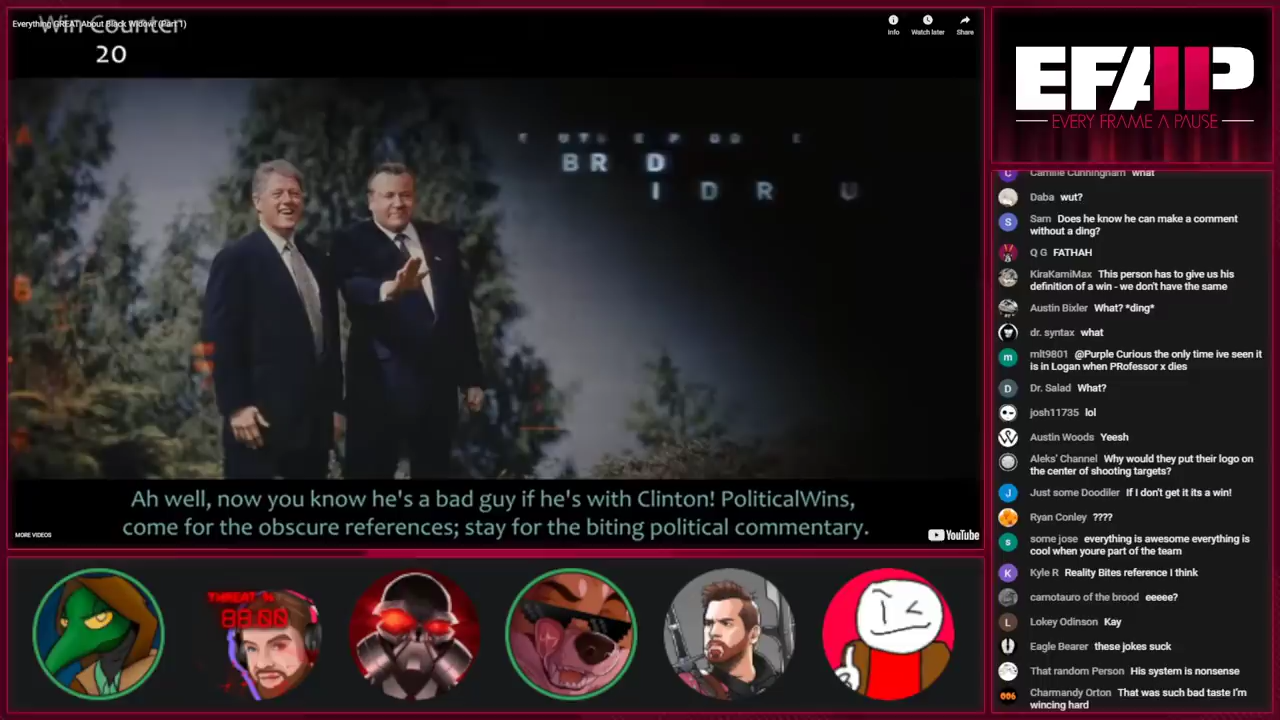 Everything GREAT About Black Widow! (Part 1)
Win Counter
20
Info
Watch later
Share
BR D
I D R U
Ah well, now you know he's a bad guy if he's with Clinton! PoliticalWins,
come for the obscure references; stay for the biting political commentary.
MORE VIDEOS
YouTube
THREAT IN
88:00
EFAP
EVERY FRAME A PAUSE
C Camille Cunningham what
Daba wut?
S Sam Does he know he can make a comment
without a ding?
Q G FATHAH
KiraKamiMax This person has to give us his
definition of a win - we don't have the same
Austin Bixler What? *ding*
dr. syntax what
m mlt9801 @Purple Curious the only time ive seen it
is in Logan when PRofessor x dies
D Dr. Salad What?
josh11735 lol
Austin Woods Yeesh
Aleks' Channel Why would they put their logo on
the center of shooting targets?
J Just some Doodiler If I don't get it its a win!
Ryan Conley ????
s some jose everything is awesome everything is
cool when youre part of the team
K Kyle R Reality Bites reference I think
carnotauro of the brood eeeee?
L Lokey Odinson Kay
Eagle Bearer these jokes suck
That random Person His system is nonsense
006 Charmandy Orton That was such bad taste I'm
wincing hard